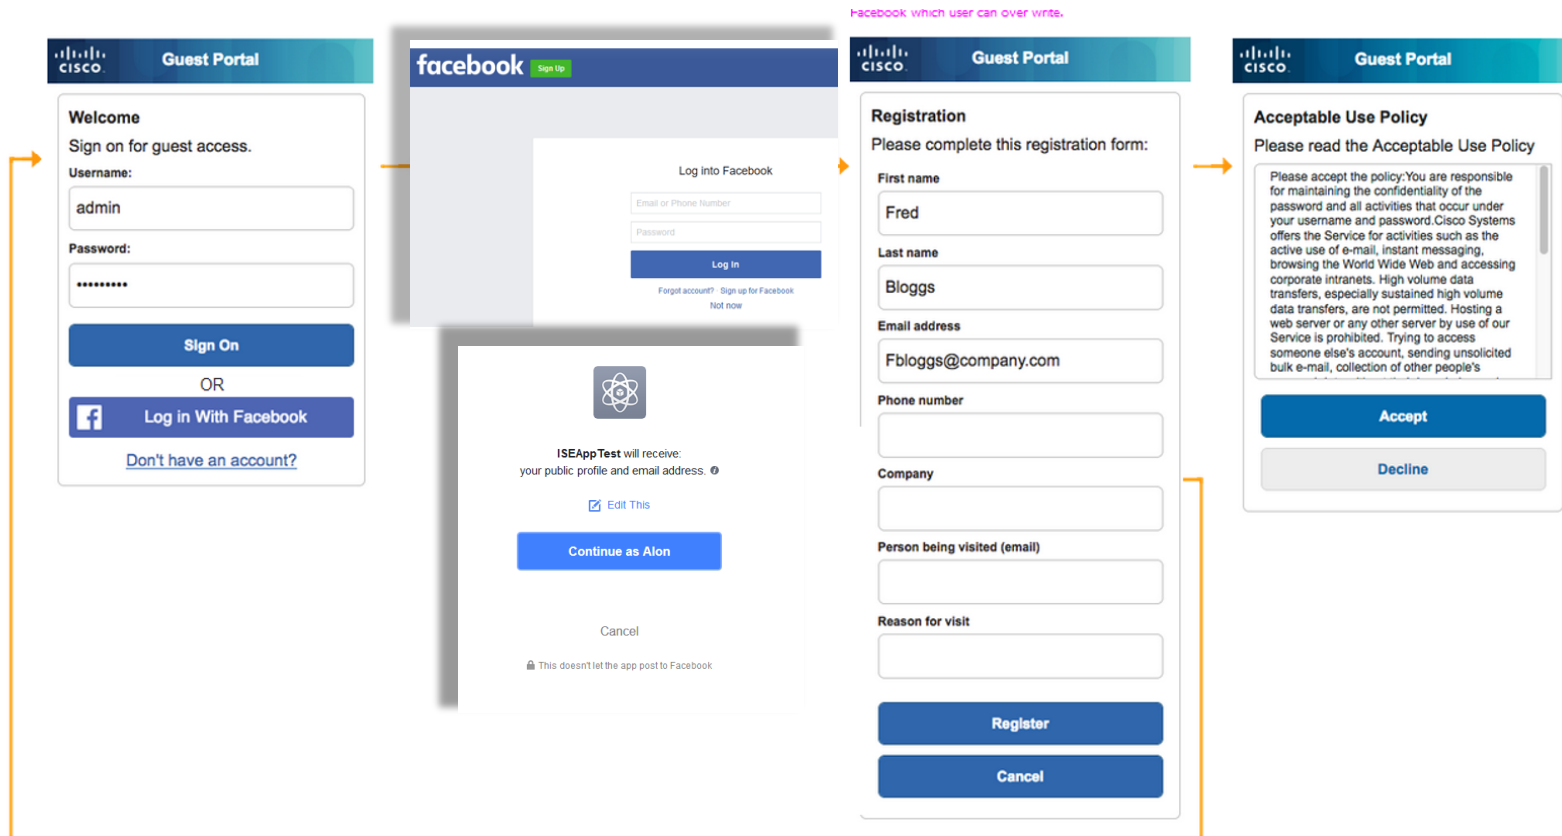 Facebook which user can over write.
CISCO
Guest Portal
Welcome
Sign on for guest access.
Username:
admin
Password:
•••••••••
Sign On
OR
Log in With Facebook
Don't have an account?
facebook
Sign Up
Log into Facebook
Email or Phone Number
Password
Log In
Forgot account? · Sign up for Facebook
Not now
ISEAppTest will receive:
your public profile and email address.
Edit This
Continue as Alon
Cancel
This doesn't let the app post to Facebook
CISCO
Guest Portal
Registration
Please complete this registration form:
First name
Fred
Last name
Bloggs
Email address
Fbloggs@company.com
Phone number
Company
Person being visited (email)
Reason for visit
Register
Cancel
CISCO
Guest Portal
Acceptable Use Policy
Please read the Acceptable Use Policy
Please accept the policy:You are responsible
for maintaining the confidentiality of the
password and all activities that occur under
your username and password.Cisco Systems
offers the Service for activities such as the
active use of e-mail, instant messaging,
browsing the World Wide Web and accessing
corporate intranets. High volume data
transfers, especially sustained high volume
data transfers, are not permitted. Hosting a
web server or any other server by use of our
Service is prohibited. Trying to access
someone else's account, sending unsolicited
bulk e-mail, collection of other people's
Accept
Decline